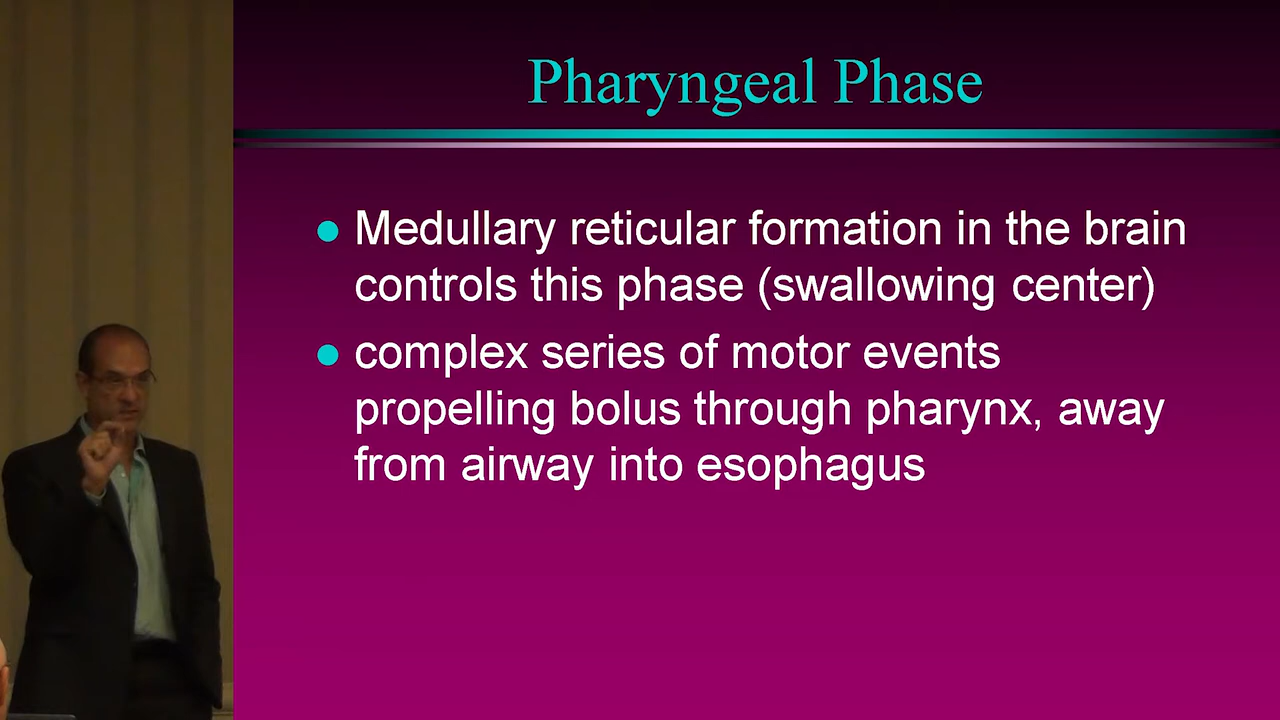 Pharyngeal Phase
Medullary reticular formation in the brain
controls this phase (swallowing center)
complex series of motor events
propelling bolus through pharynx, away
from airway into esophagus